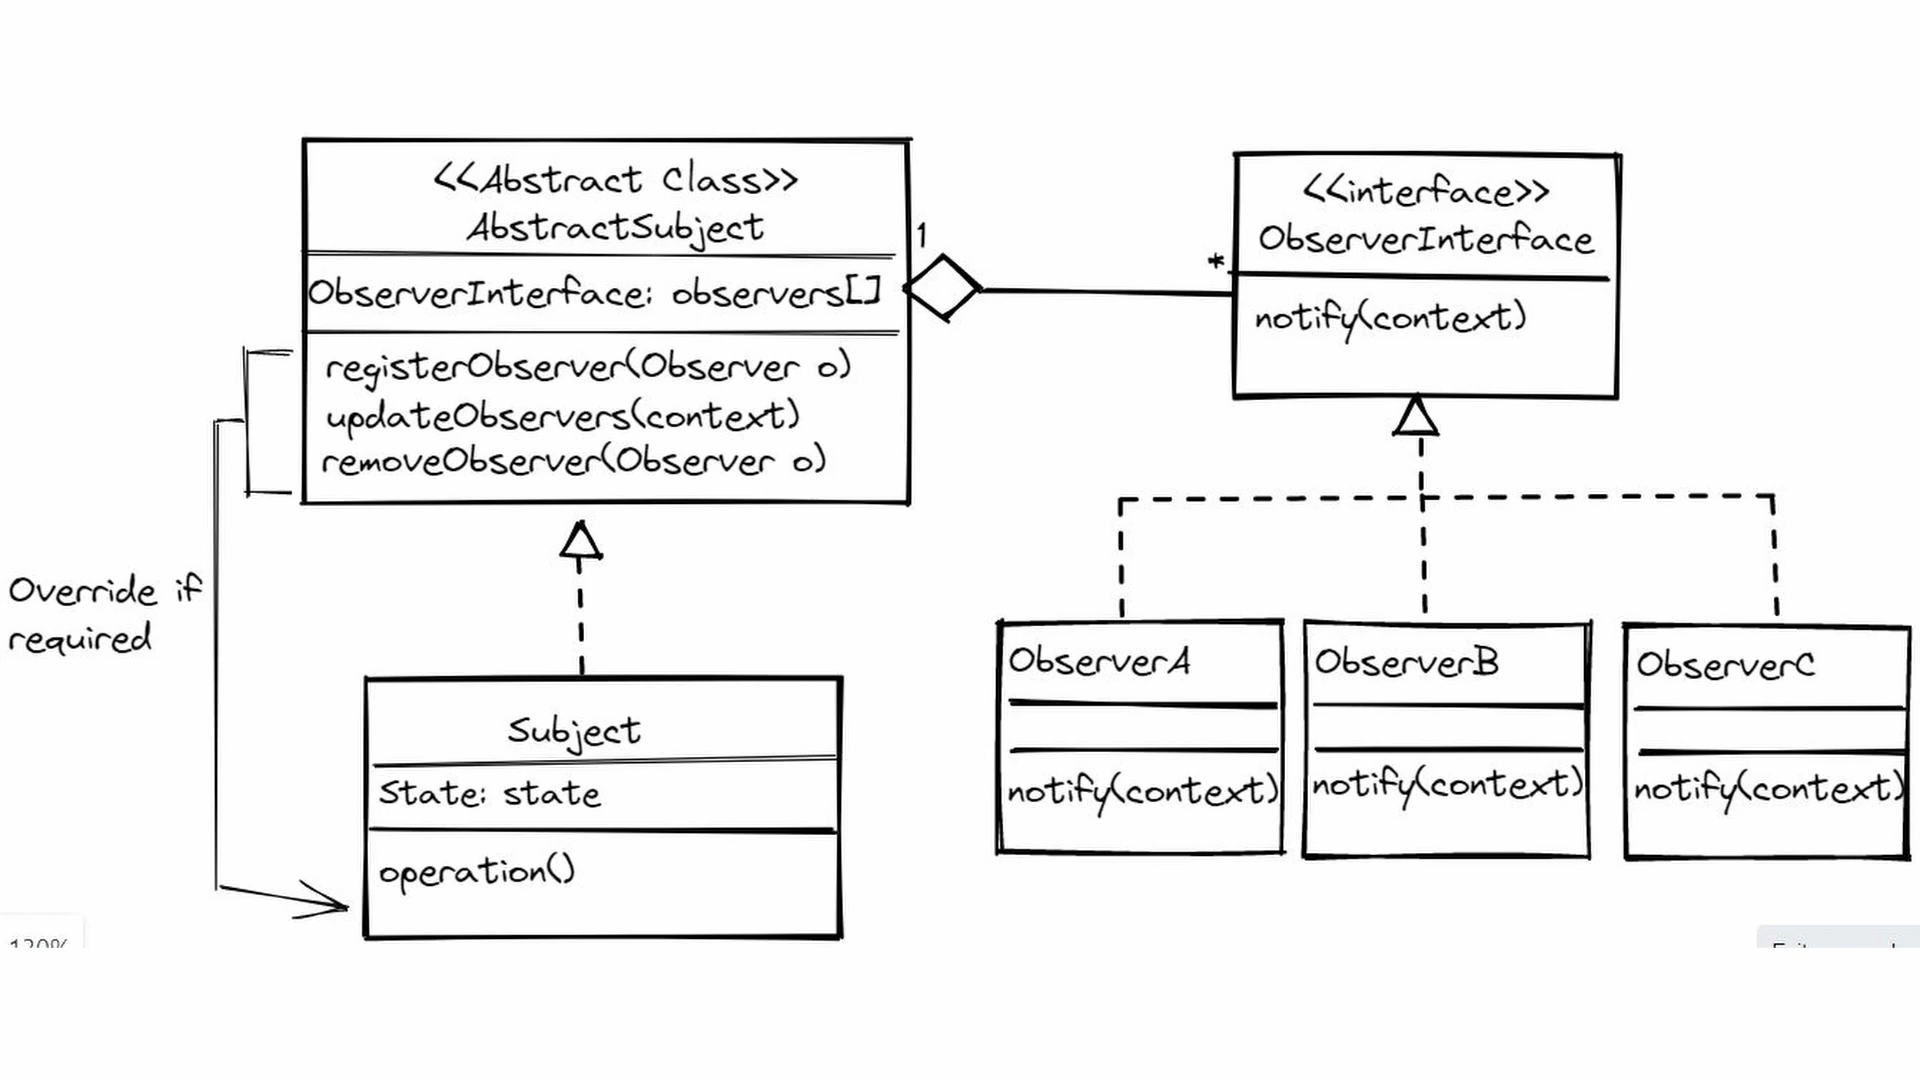 <<Abstract Class>>
AbstractSubject
ObserverInterface: observers[]
registerObserver(Observer o)
updateObservers(context)
removeObserver(Observer o)
1
*
<<interface>>
ObserverInterface
notify(context)
Override if
required
Subject
State: state
operation()
ObserverA
notify(context)
ObserverB
notify(context)
ObserverC
notify(context)